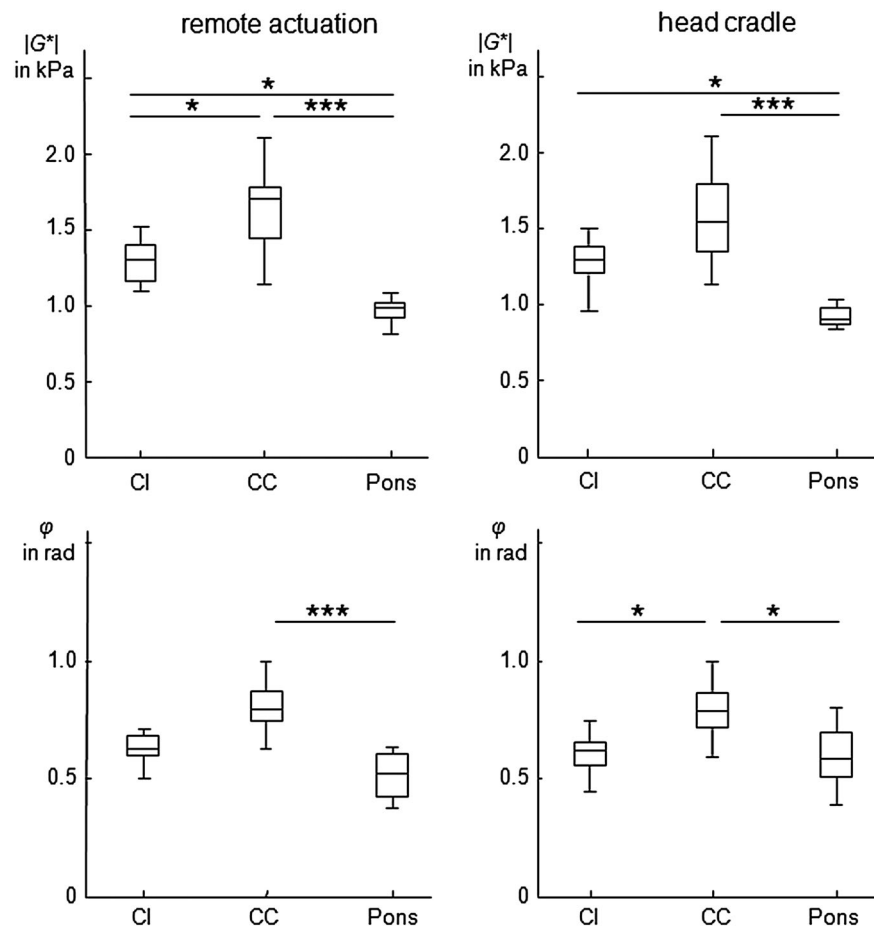 remote actuation
|G*|
in kPa
*
* ***
2.0
1.5
1.0
0.5
0
CI CC Pons
head cradle
|G*|
in kPa
*
***
2.0
1.5
1.0
0.5
0
CI CC Pons
φ
in rad
***
1.0
0.5
0
CI CC Pons
φ
in rad
* *
1.0
0.5
0
CI CC Pons